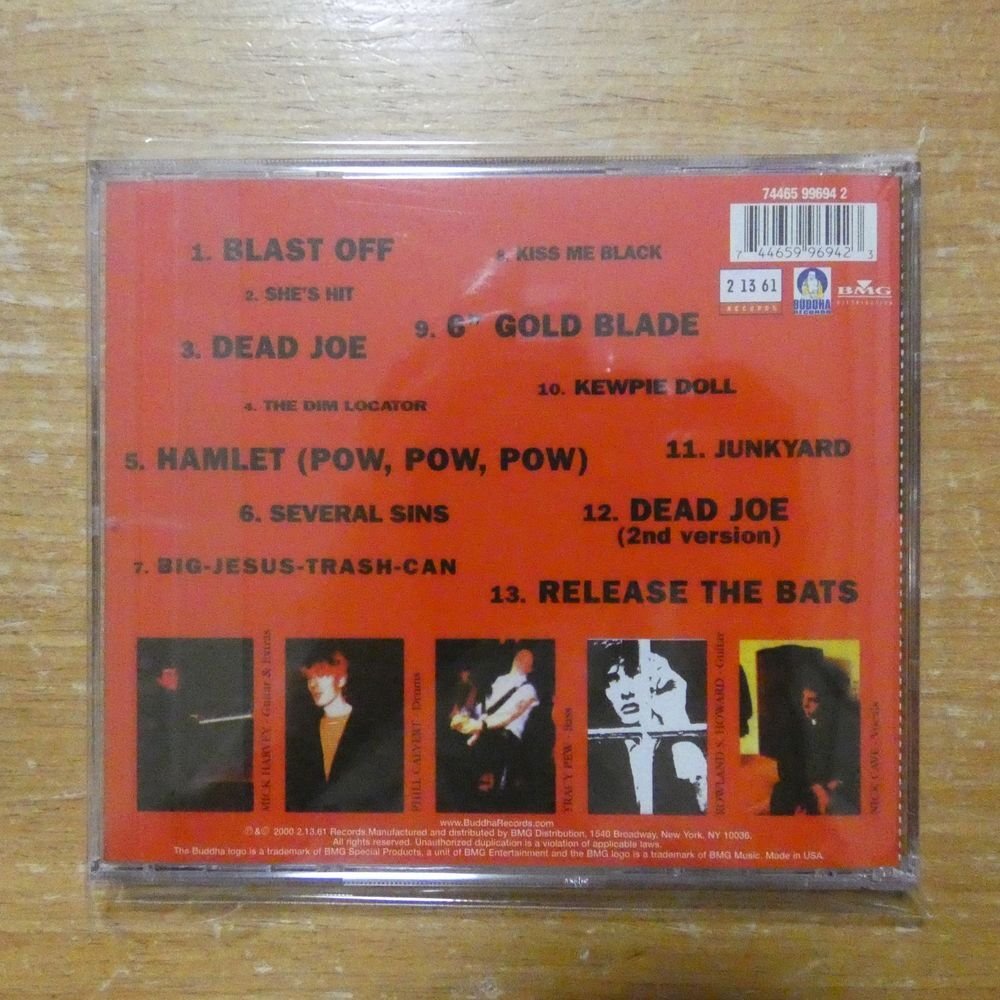 74465 99694 2
7 44659 96942 3
2 13 61
RECORDS
BUDDHA
RECORDS
BMG
DISTRIBUTION
1. BLAST OFF
2. SHE'S HIT
3. DEAD JOE
4. THE DIM LOCATOR
5. HAMLET (POW, POW, POW)
6. SEVERAL SINS
7. BIG-JESUS-TRASH-CAN
8. KISS ME BLACK
9. 6" GOLD BLADE
10. KEWPIE DOLL
11. JUNKYARD
12. DEAD JOE
(2nd version)
13. RELEASE THE BATS
MICK HARVEY - Guitar & Extras
PHILL CALVERT - Drums
TRACY PEW - Bass
ROWLAND S. HOWARD - Guitar
NICK CAVE - Vocals
www.BuddhaRecords.com
℗&© 2000 2.13.61 Records.Manufactured and distributed by BMG Distribution, 1540 Broadway, New York, NY 10036.
All rights reserved. Unauthorized duplication is a violation of applicable laws.
The Buddha logo is a trademark of BMG Special Products, a unit of BMG Entertainment and the BMG logo is a trademark of BMG Music. Made in USA.